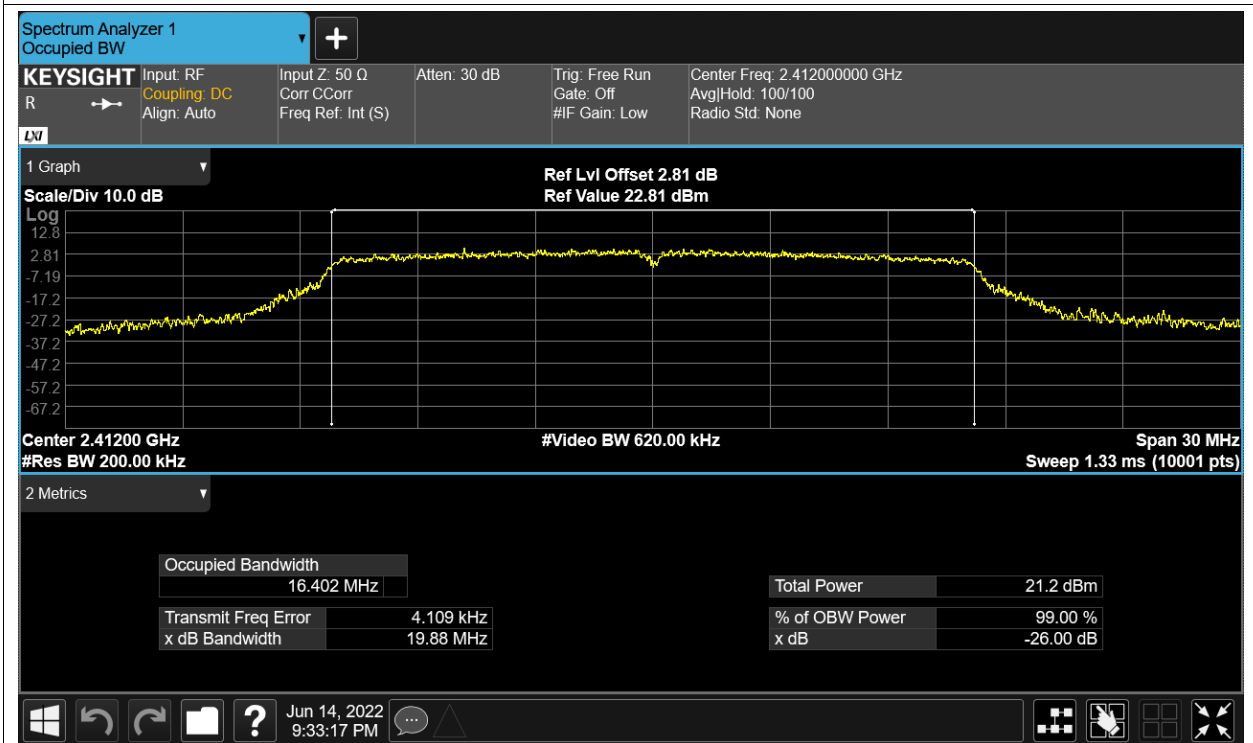 Spectrum Analyzer 1
Occupied BW
KEYSIGHT
R
LXI
Input: RF
Coupling: DC
Align: Auto
Input Z: 50 Ω
Corr CCorr
Freq Ref: Int (S)
Atten: 30 dB
Trig: Free Run
Gate: Off
#IF Gain: Low
Center Freq: 2.412000000 GHz
Avg|Hold: 100/100
Radio Std: None
1 Graph
Scale/Div 10.0 dB
Ref Lvl Offset 2.81 dB
Ref Value 22.81 dBm
Log
12.8
2.81
-7.19
-17.2
-27.2
-37.2
-47.2
-57.2
-67.2
Center 2.41200 GHz
#Video BW 620.00 kHz
Span 30 MHz
#Res BW 200.00 kHz
Sweep 1.33 ms (10001 pts)
2 Metrics
Occupied Bandwidth
16.402 MHz
Total Power 21.2 dBm
Transmit Freq Error 4.109 kHz
% of OBW Power 99.00 %
x dB Bandwidth 19.88 MHz
x dB -26.00 dB
?
Jun 14, 2022
9:33:17 PM